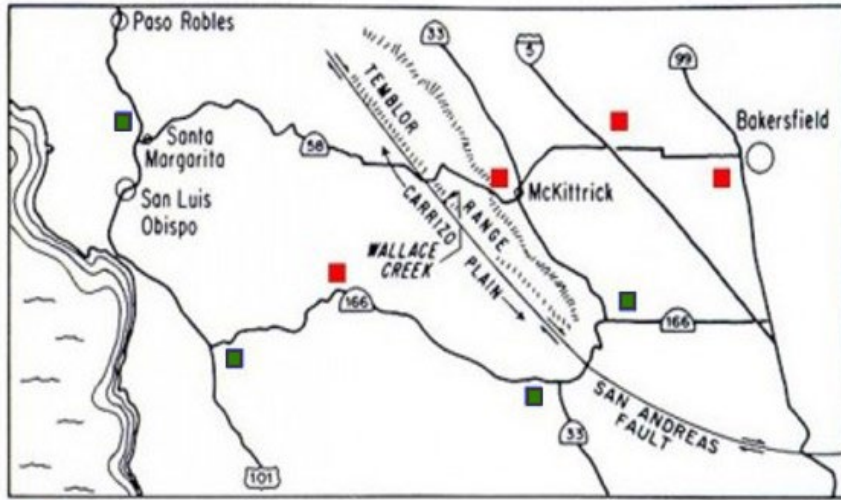 Paso Robles
33
5
99
TEMBLOR
Bakersfield
Santa
Margarita
58
San Luis
Obispo
McKittrick
CARRIZO
RANGE
WALLACE
CREEK
PLAIN
166
166
SAN ANDREAS
FAULT
33
101